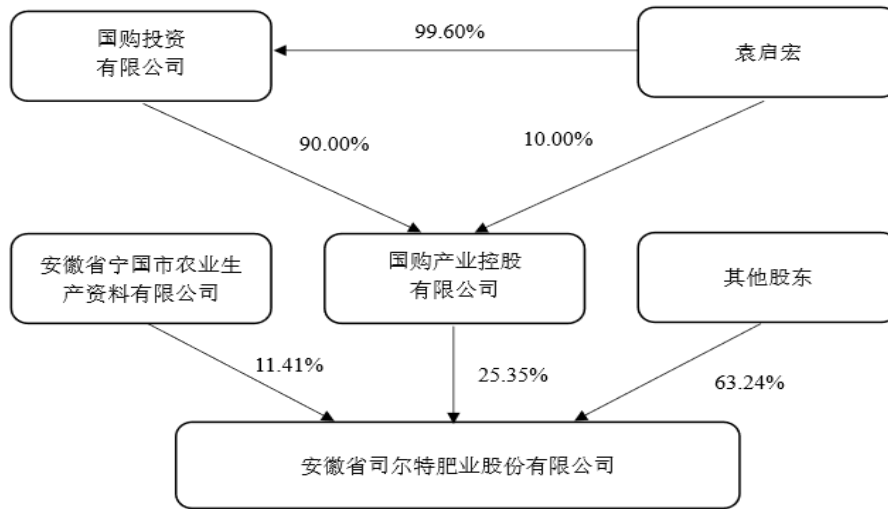 国购投资
有限公司
99.60%
袁启宏
90.00%
10.00%
安徽省宁国市农业生
产资料有限公司
国购产业控股
有限公司
其他股东
11.41%
25.35%
63.24%
安徽省司尔特肥业股份有限公司